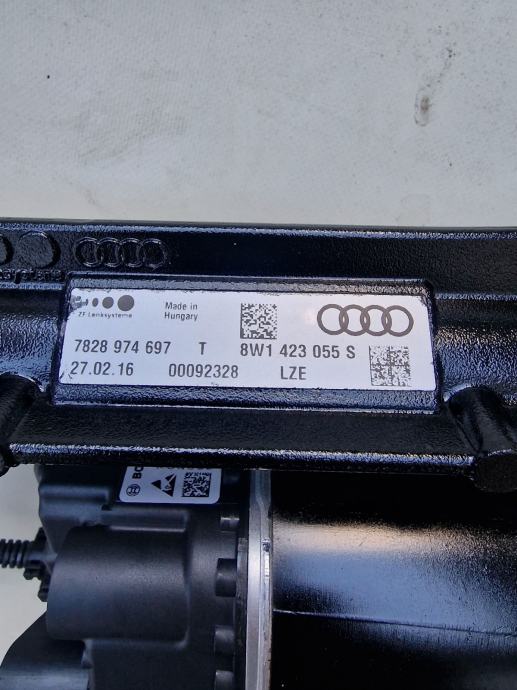 ZF Lenksysteme
Made in
Hungary
7828 974 697 T 8W1 423 055 S
27.02.16 00092328 LZE